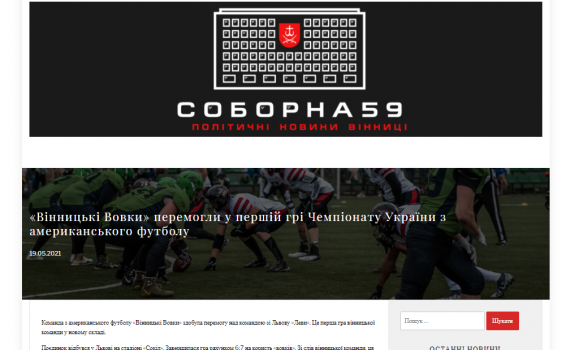 СОБОРНА59
ПОЛІТИЧНІ НОВИНИ ВІННИЦІ
«Вінницькі Вовки» перемогли у першій грі Чемпіонату України з
американського футболу
19.05.2021
Команда з американського футболу «Вінницькі Вовки» здобула перемогу над командою зі Львову «Леви». Це перша гра вінницької
команди у новому складі.
Пошук …
Шукати
Поєдинок відбувся у Львові на стадіоні «Сокіл». Завершилася гра рахунком 6:7 на користь «вовків». Зі слів вінницької команди, ця
ОСТАННІ НОВИНИ